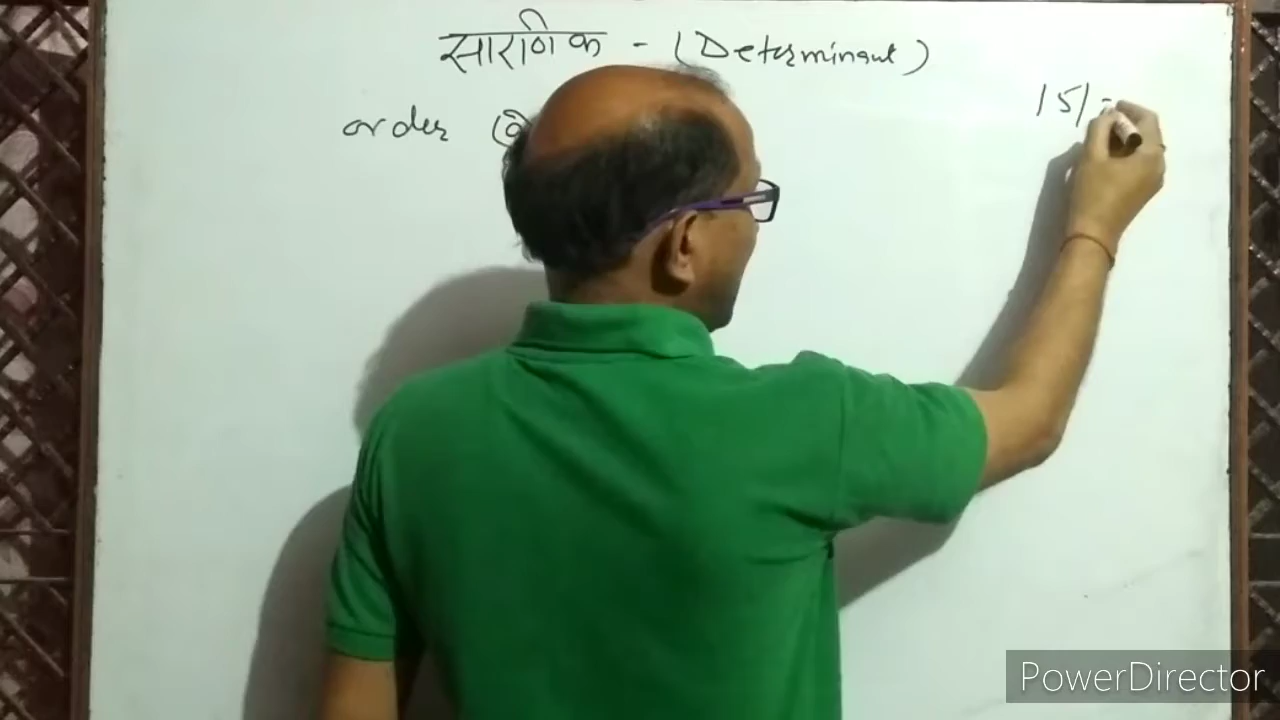 सारणिक - (Determinant)
order
|5| =
PowerDirector